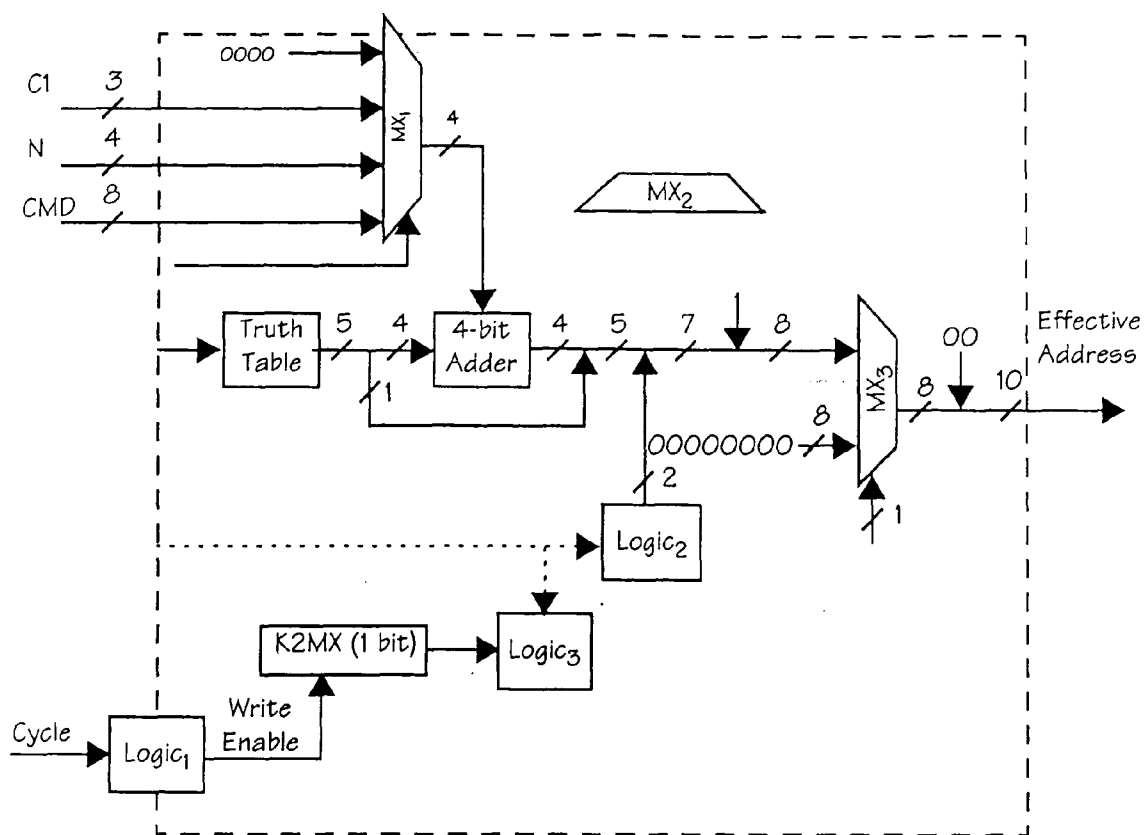 0000
C1
3
N
4
CMD
8
MX₁
4
MX₂
Truth
Table
5
4
1
4-bit
Adder
4
5
7
1
8
MX₃
00
8
10
Effective
Address
00000000
8
2
1
Logic₂
K2MX (1 bit)
Logic₃
Cycle
Logic₁
Write
Enable